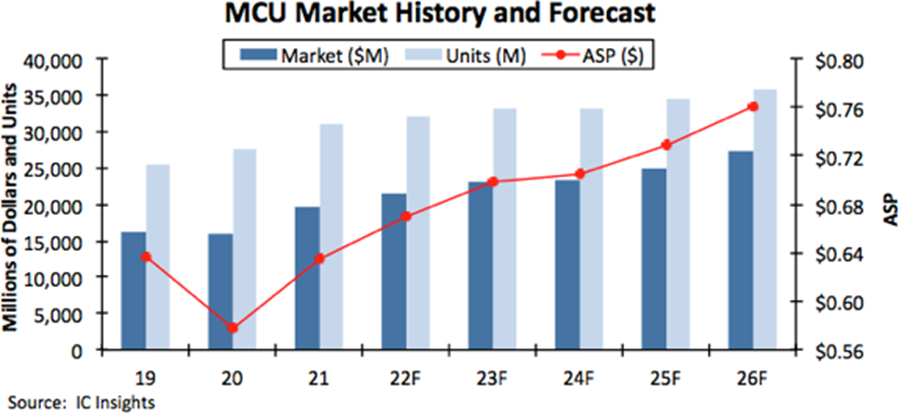 MCU Market History and Forecast
Market ($M) Units (M) ASP ($)
Millions of Dollars and Units
40,000
35,000
30,000
25,000
20,000
15,000
10,000
5,000
0
$0.80
$0.76
$0.72
$0.68
$0.64
$0.60
$0.56
ASP
19 20 21 22F 23F 24F 25F 26F
Source: IC Insights